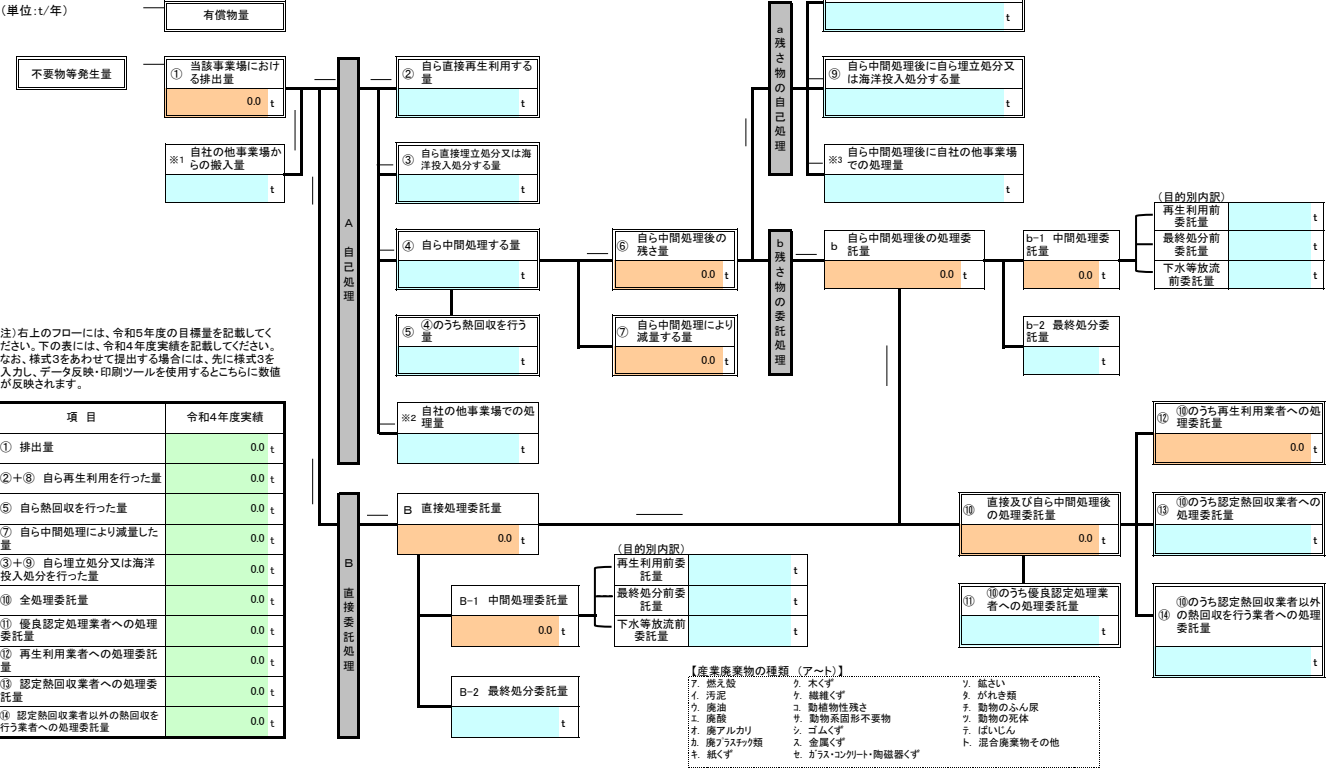 （単位:t/年）
有償物量
t
不要物等発生量
① 当該事業場におけ
る排出量
0.0 t
※1 自社の他事業場か
らの搬入量
t
A 自己処理
② 自ら直接再生利用する
量
t
③ 自ら直接埋立処分又は海
洋投入処分する量
t
④ 自ら中間処理する量
t
⑤ ④のうち熱回収を行う
量
t
※2 自社の他事業場での処
理量
t
⑥ 自ら中間処理後の
残さ量
0.0 t
⑦ 自ら中間処理により
減量する量
0.0 t
a 残さ物の自己処理
⑨ 自ら中間処理後に自ら埋立処分又
は海洋投入処分する量
t
※3 自ら中間処理後に自社の他事業場
での処理量
t
b 残さ物の委託処理
b 自ら中間処理後の処理委
託量
0.0 t
b-1 中間処理委
託量
0.0 t
b-2 最終処分委
託量
t
（目的別内訳）
再生利用前
委託量
t
最終処分前
委託量
t
下水等放流
前委託量
t
注）右上のフローには、令和5年度の目標量を記載してく
ださい。下の表には、令和4年度実績を記載してください。
なお、様式3をあわせて提出する場合には、先に様式3を
入力し、データ反映・印刷ツールを使用するとこちらに数値
が反映されます。
項 目 令和4年度実績
① 排出量 0.0 t
②＋⑧ 自ら再生利用を行った量 0.0 t
⑤ 自ら熱回収を行った量 0.0 t
⑦ 自ら中間処理により減量した
量 0.0 t
③＋⑨ 自ら埋立処分又は海洋
投入処分を行った量 0.0 t
⑩ 全処理委託量 0.0 t
⑪ 優良認定処理業者への処理
委託量 0.0 t
⑫ 再生利用業者への処理委託
量 0.0 t
⑬ 認定熱回収業者への処理委
託量 0.0 t
⑭ 認定熱回収業者以外の熱回収を
行う業者への処理委託量 0.0 t
B 直接委託処理
B 直接処理委託量
0.0 t
B-1 中間処理委託量
0.0 t
B-2 最終処分委託量
t
（目的別内訳）
再生利用前委
託量
t
最終処分前委
託量
t
下水等放流前
委託量
t
⑩ 直接及び自ら中間処理後
の処理委託量
0.0 t
⑪ ⑩のうち優良認定処理業
者への処理委託量
t
⑫ ⑩のうち再生利用業者への処
理委託量
0.0 t
⑬ ⑩のうち認定熱回収業者への
処理委託量
t
⑭ ⑩のうち認定熱回収業者以外
の熱回収を行う業者への処理
委託量
t
【産業廃棄物の種類 （ア～ト）】
ア. 燃え殻 ク. 木くず ソ. 鉱さい
イ. 汚泥 ケ. 繊維くず タ. がれき類
ウ. 廃油 コ. 動植物性残さ チ. 動物のふん尿
エ. 廃酸 サ. 動物系固形不要物 ツ. 動物の死体
オ. 廃アルカリ シ. ゴムくず テ. ばいじん
カ. 廃プラスチック類 ス. 金属くず ト. 混合廃棄物その他
キ. 紙くず セ. ガラス・コンクリート・陶磁器くず